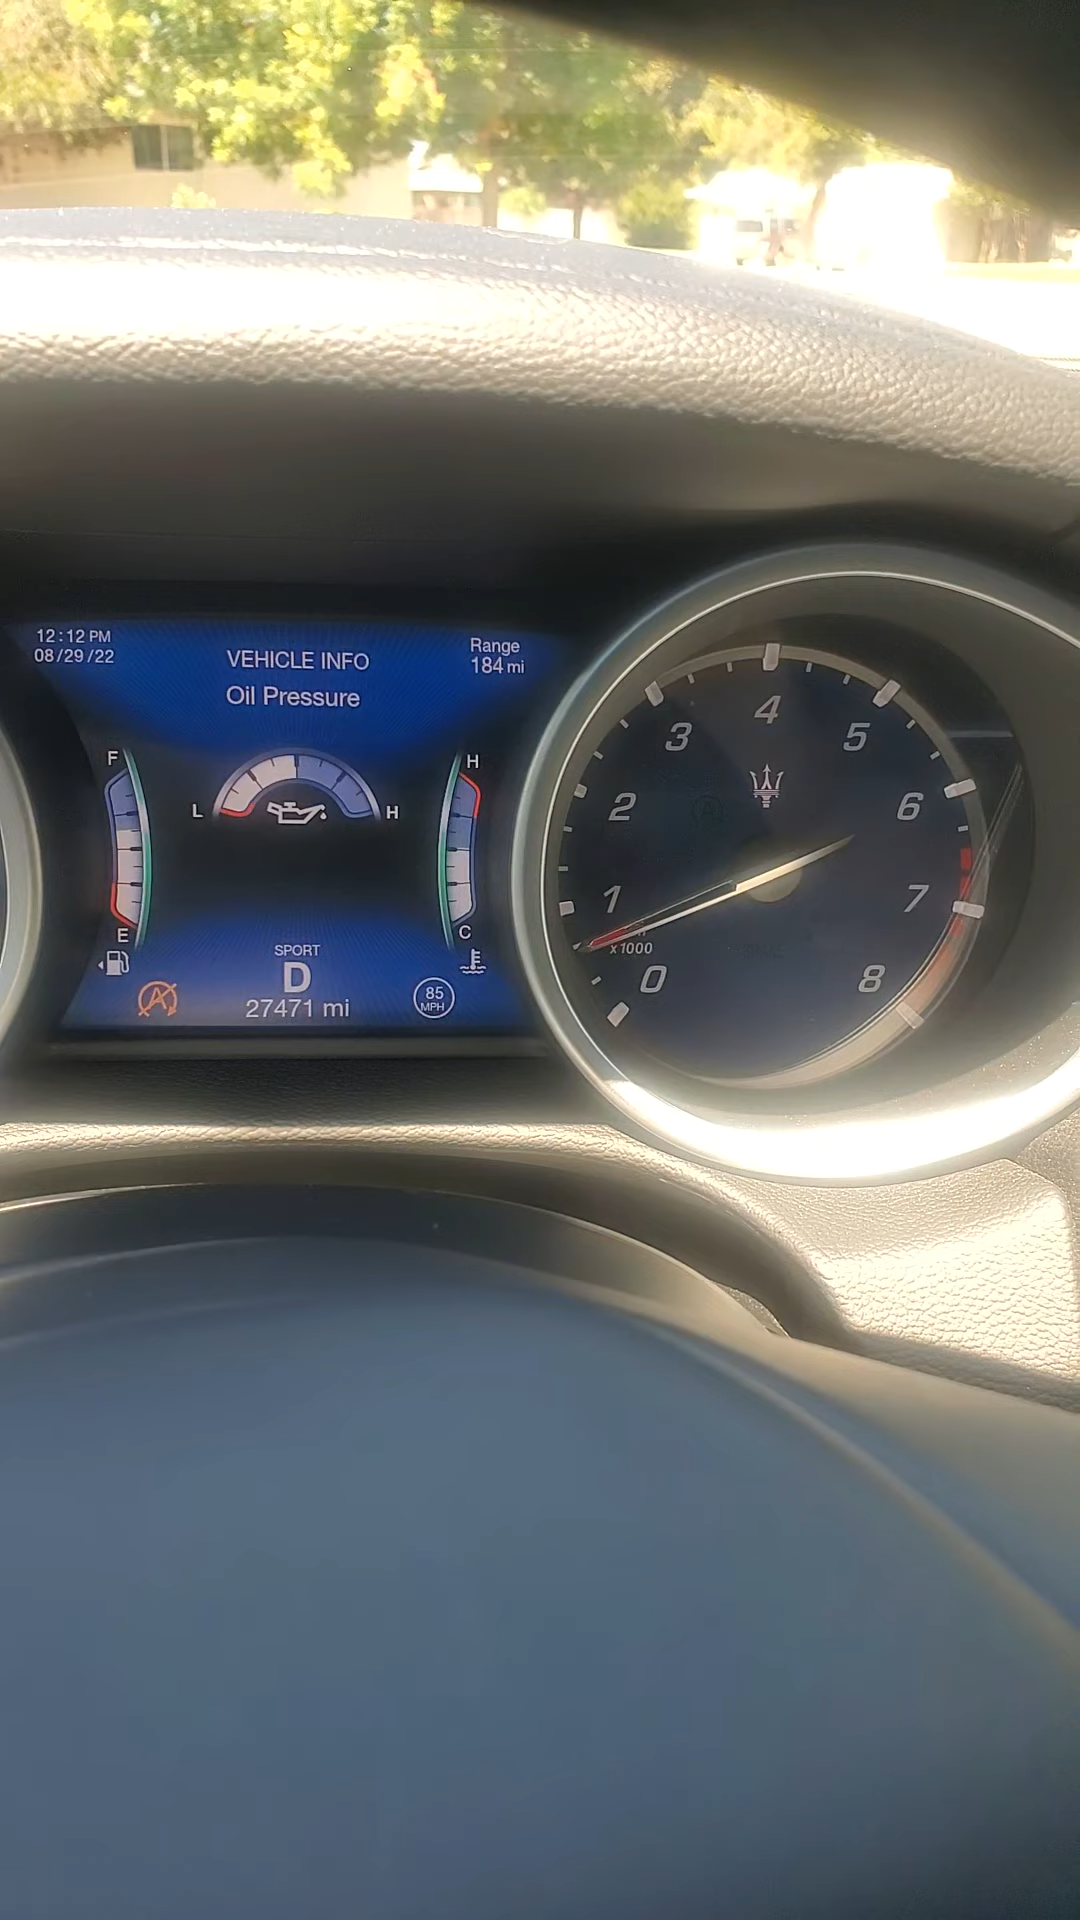 12:12 PM
08/29/22
VEHICLE INFO
Oil Pressure
Range
184 mi
F
E
L
H
H
C
SPORT
D
27471 mi
A
85
MPH
0
1
2
3
4
5
6
7
8
x1000